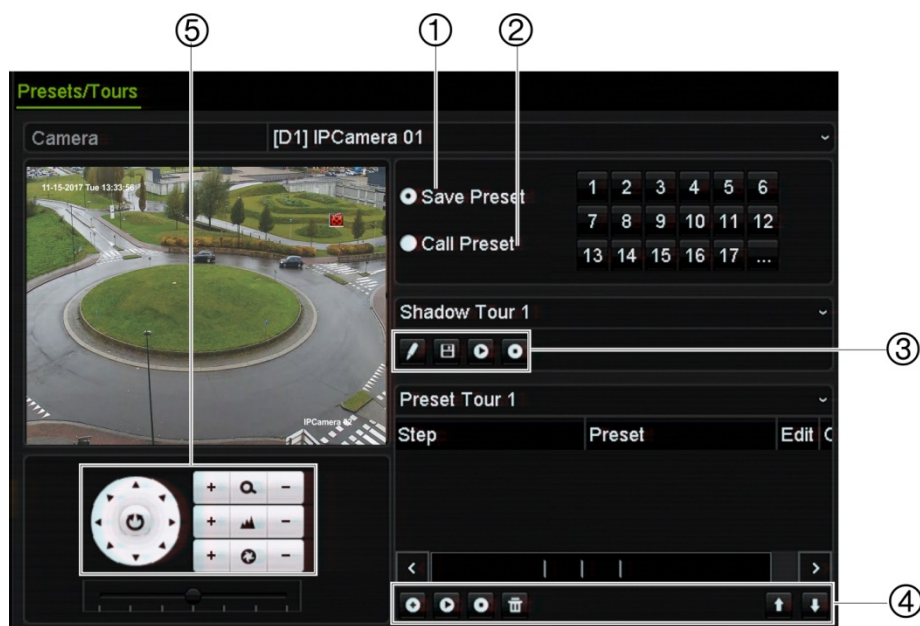 ⑤ ① ②
Presets/Tours
Camera [D1] IPCamera 01
11-15-2017 Tue 13:33:56
Save Preset
1 2 3 4 5 6
Call Preset
7 8 9 10 11 12
13 14 15 16 17 ...
Shadow Tour 1
③
Preset Tour 1
IPCamera 02
Step Preset Edit C
+ -
+ -
+ -
< >
④